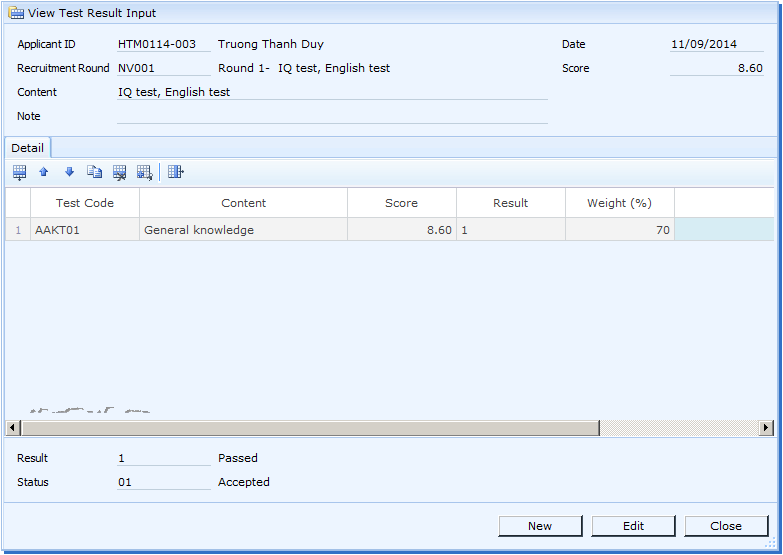 View Test Result Input
Applicant ID HTM0114-003 Truong Thanh Duy Date 11/09/2014
Recruitment Round NV001 Round 1- IQ test, English test Score 8.60
Content IQ test, English test
Note
Detail
Test Code Content Score Result Weight (%)
1 AAKT01 General knowledge 8.60 1 70
Result 1 Passed
Status 01 Accepted
New Edit Close